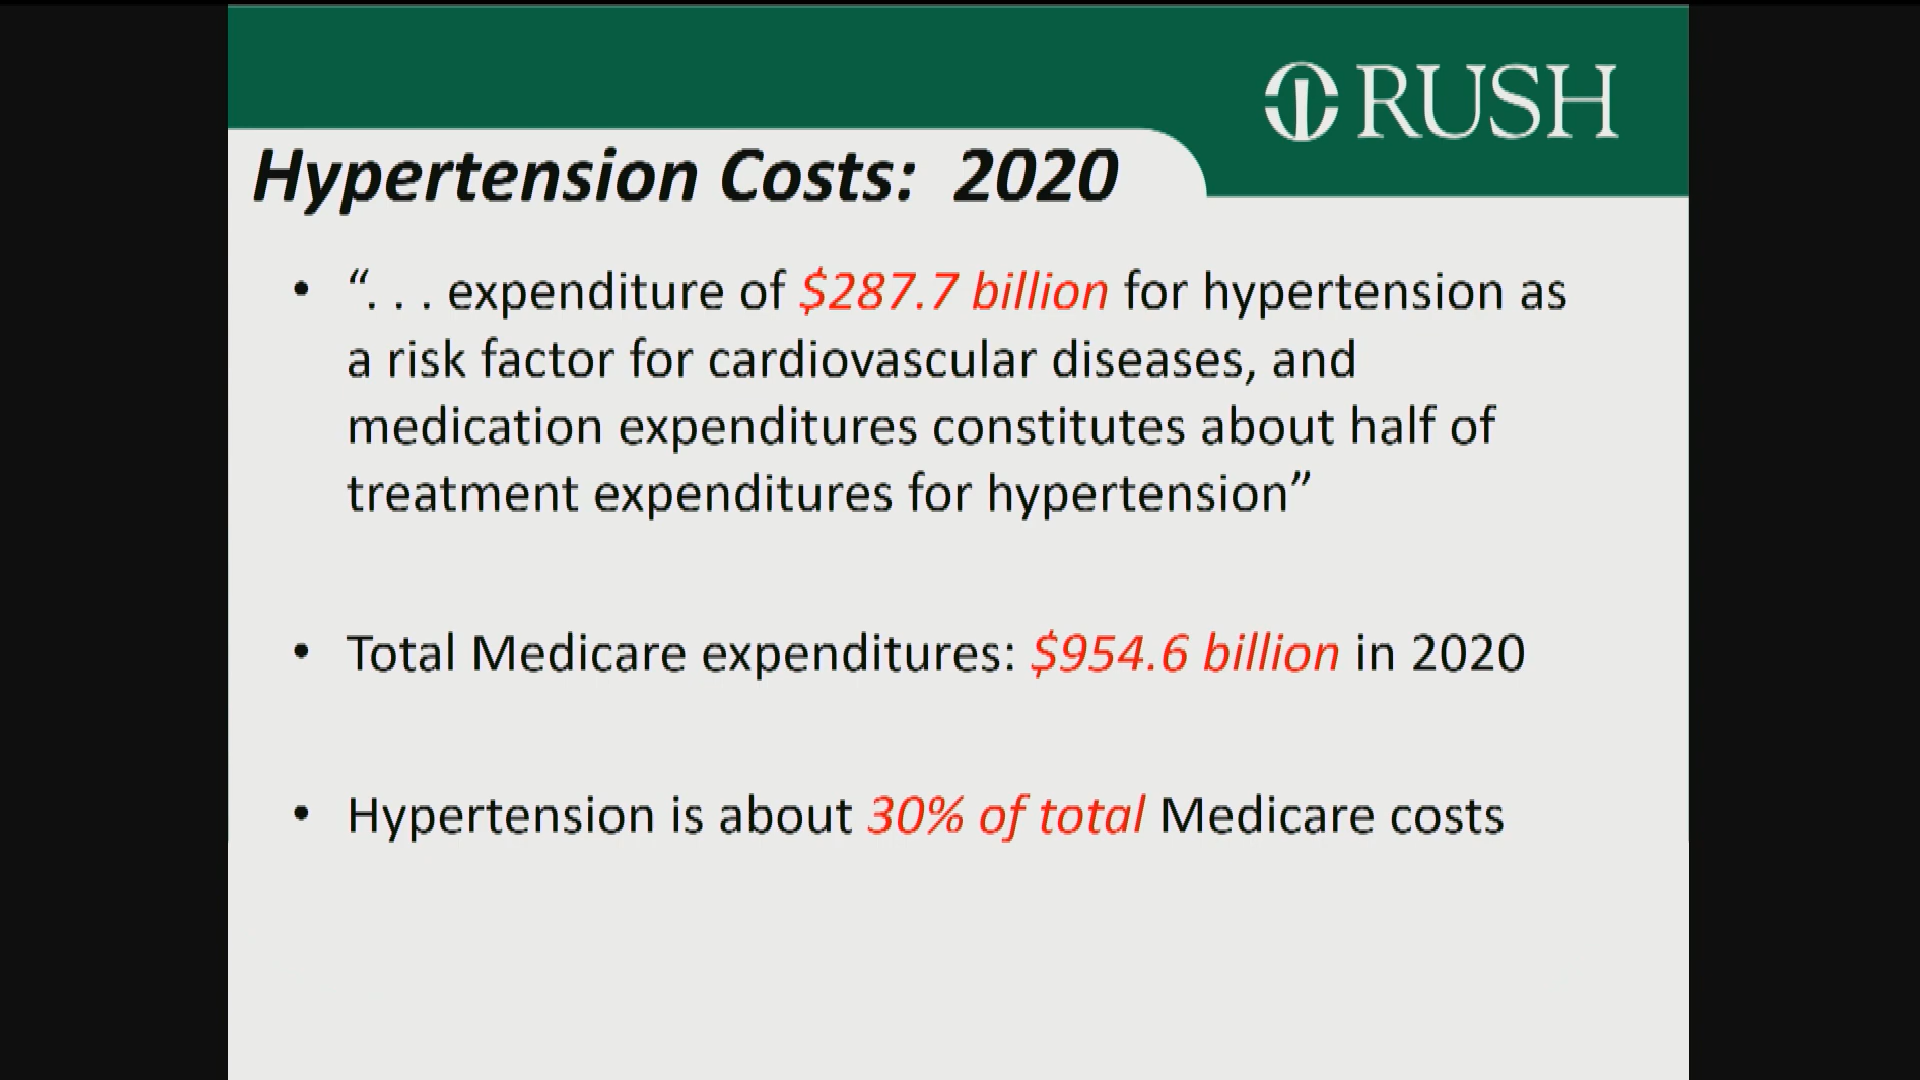 RUSH
Hypertension Costs: 2020
• “. . . expenditure of $287.7 billion for hypertension as
a risk factor for cardiovascular diseases, and
medication expenditures constitutes about half of
treatment expenditures for hypertension”
• Total Medicare expenditures: $954.6 billion in 2020
• Hypertension is about 30% of total Medicare costs